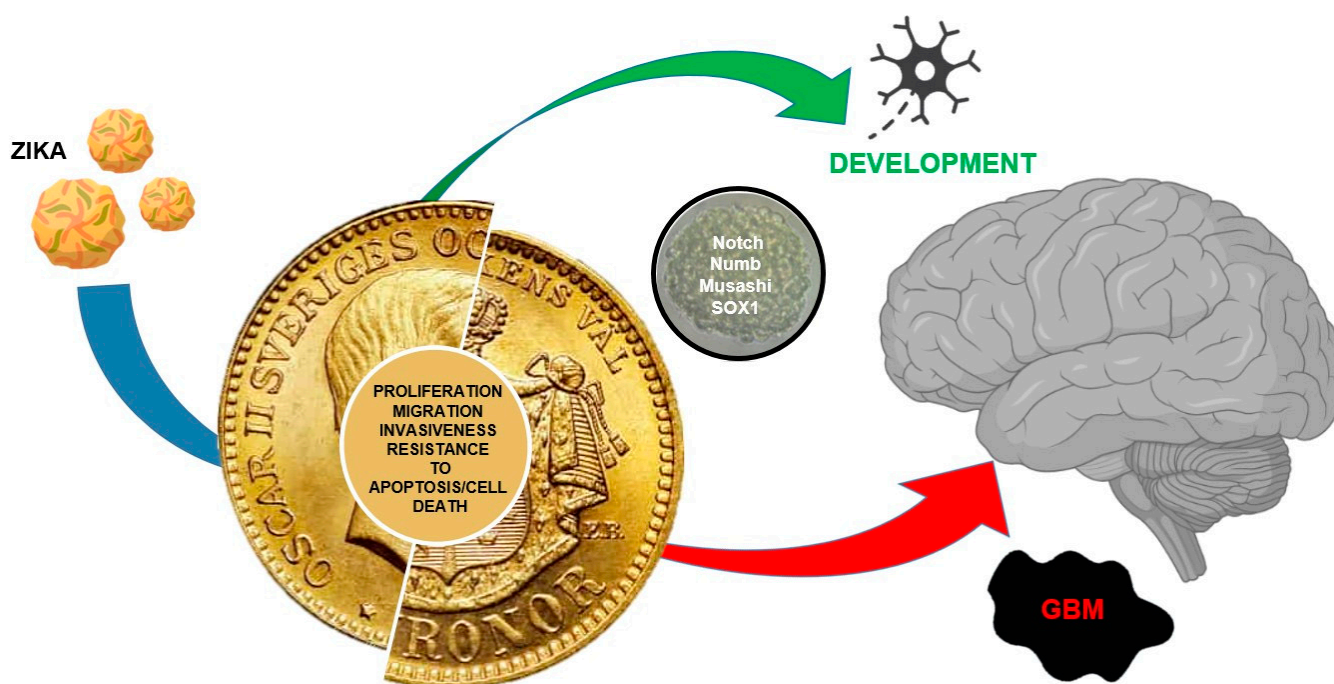 ZIKA
DEVELOPMENT
Notch
Numb
Musashi
SOX1
OSCAR II SVERIGES OC
ENS VÄL
PROLIFERATION
MIGRATION
INVASIVENESS
RESISTANCE
TO
APOPTOSIS/CELL
DEATH
E.B.
RONOR
GBM